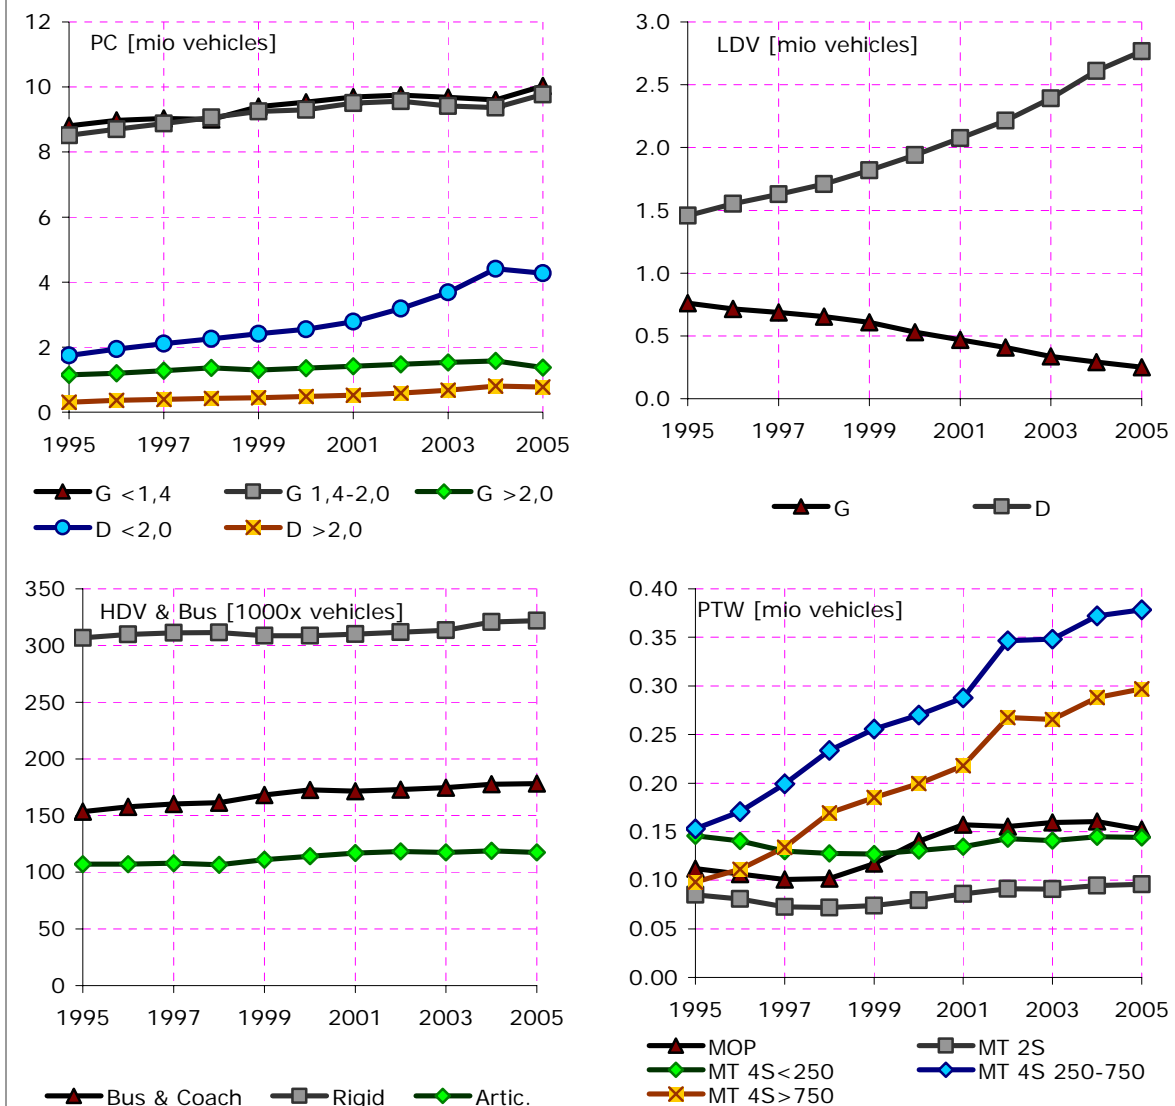 PC [mio vehicles]
12
10
8
6
4
2
0
1995 1997 1999 2001 2003 2005
G <1,4 G 1,4-2,0 G >2,0
D <2,0 D >2,0
LDV [mio vehicles]
3.0
2.5
2.0
1.5
1.0
0.5
0.0
1995 1997 1999 2001 2003 2005
G D
HDV & Bus [1000x vehicles]
350
300
250
200
150
100
50
0
1995 1997 1999 2001 2003 2005
Bus & Coach Rigid Artic.
PTW [mio vehicles]
0.40
0.35
0.30
0.25
0.20
0.15
0.10
0.05
0.00
1995 1997 1999 2001 2003 2005
MOP MT 2S
MT 4S<250 MT 4S 250-750
MT 4S>750